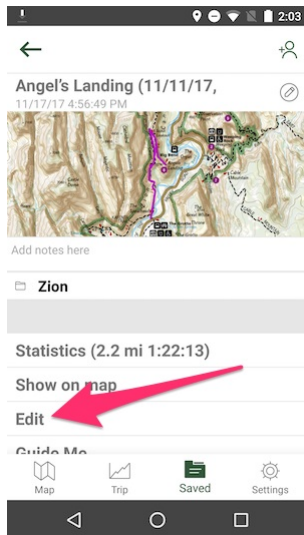 2:03
Angel's Landing (11/11/17,
11/17/17 4:56:49 PM
Add notes here
Zion
Statistics (2.2 mi 1:22:13)
Show on map
Edit
Guide Me
Map Trip Saved Settings